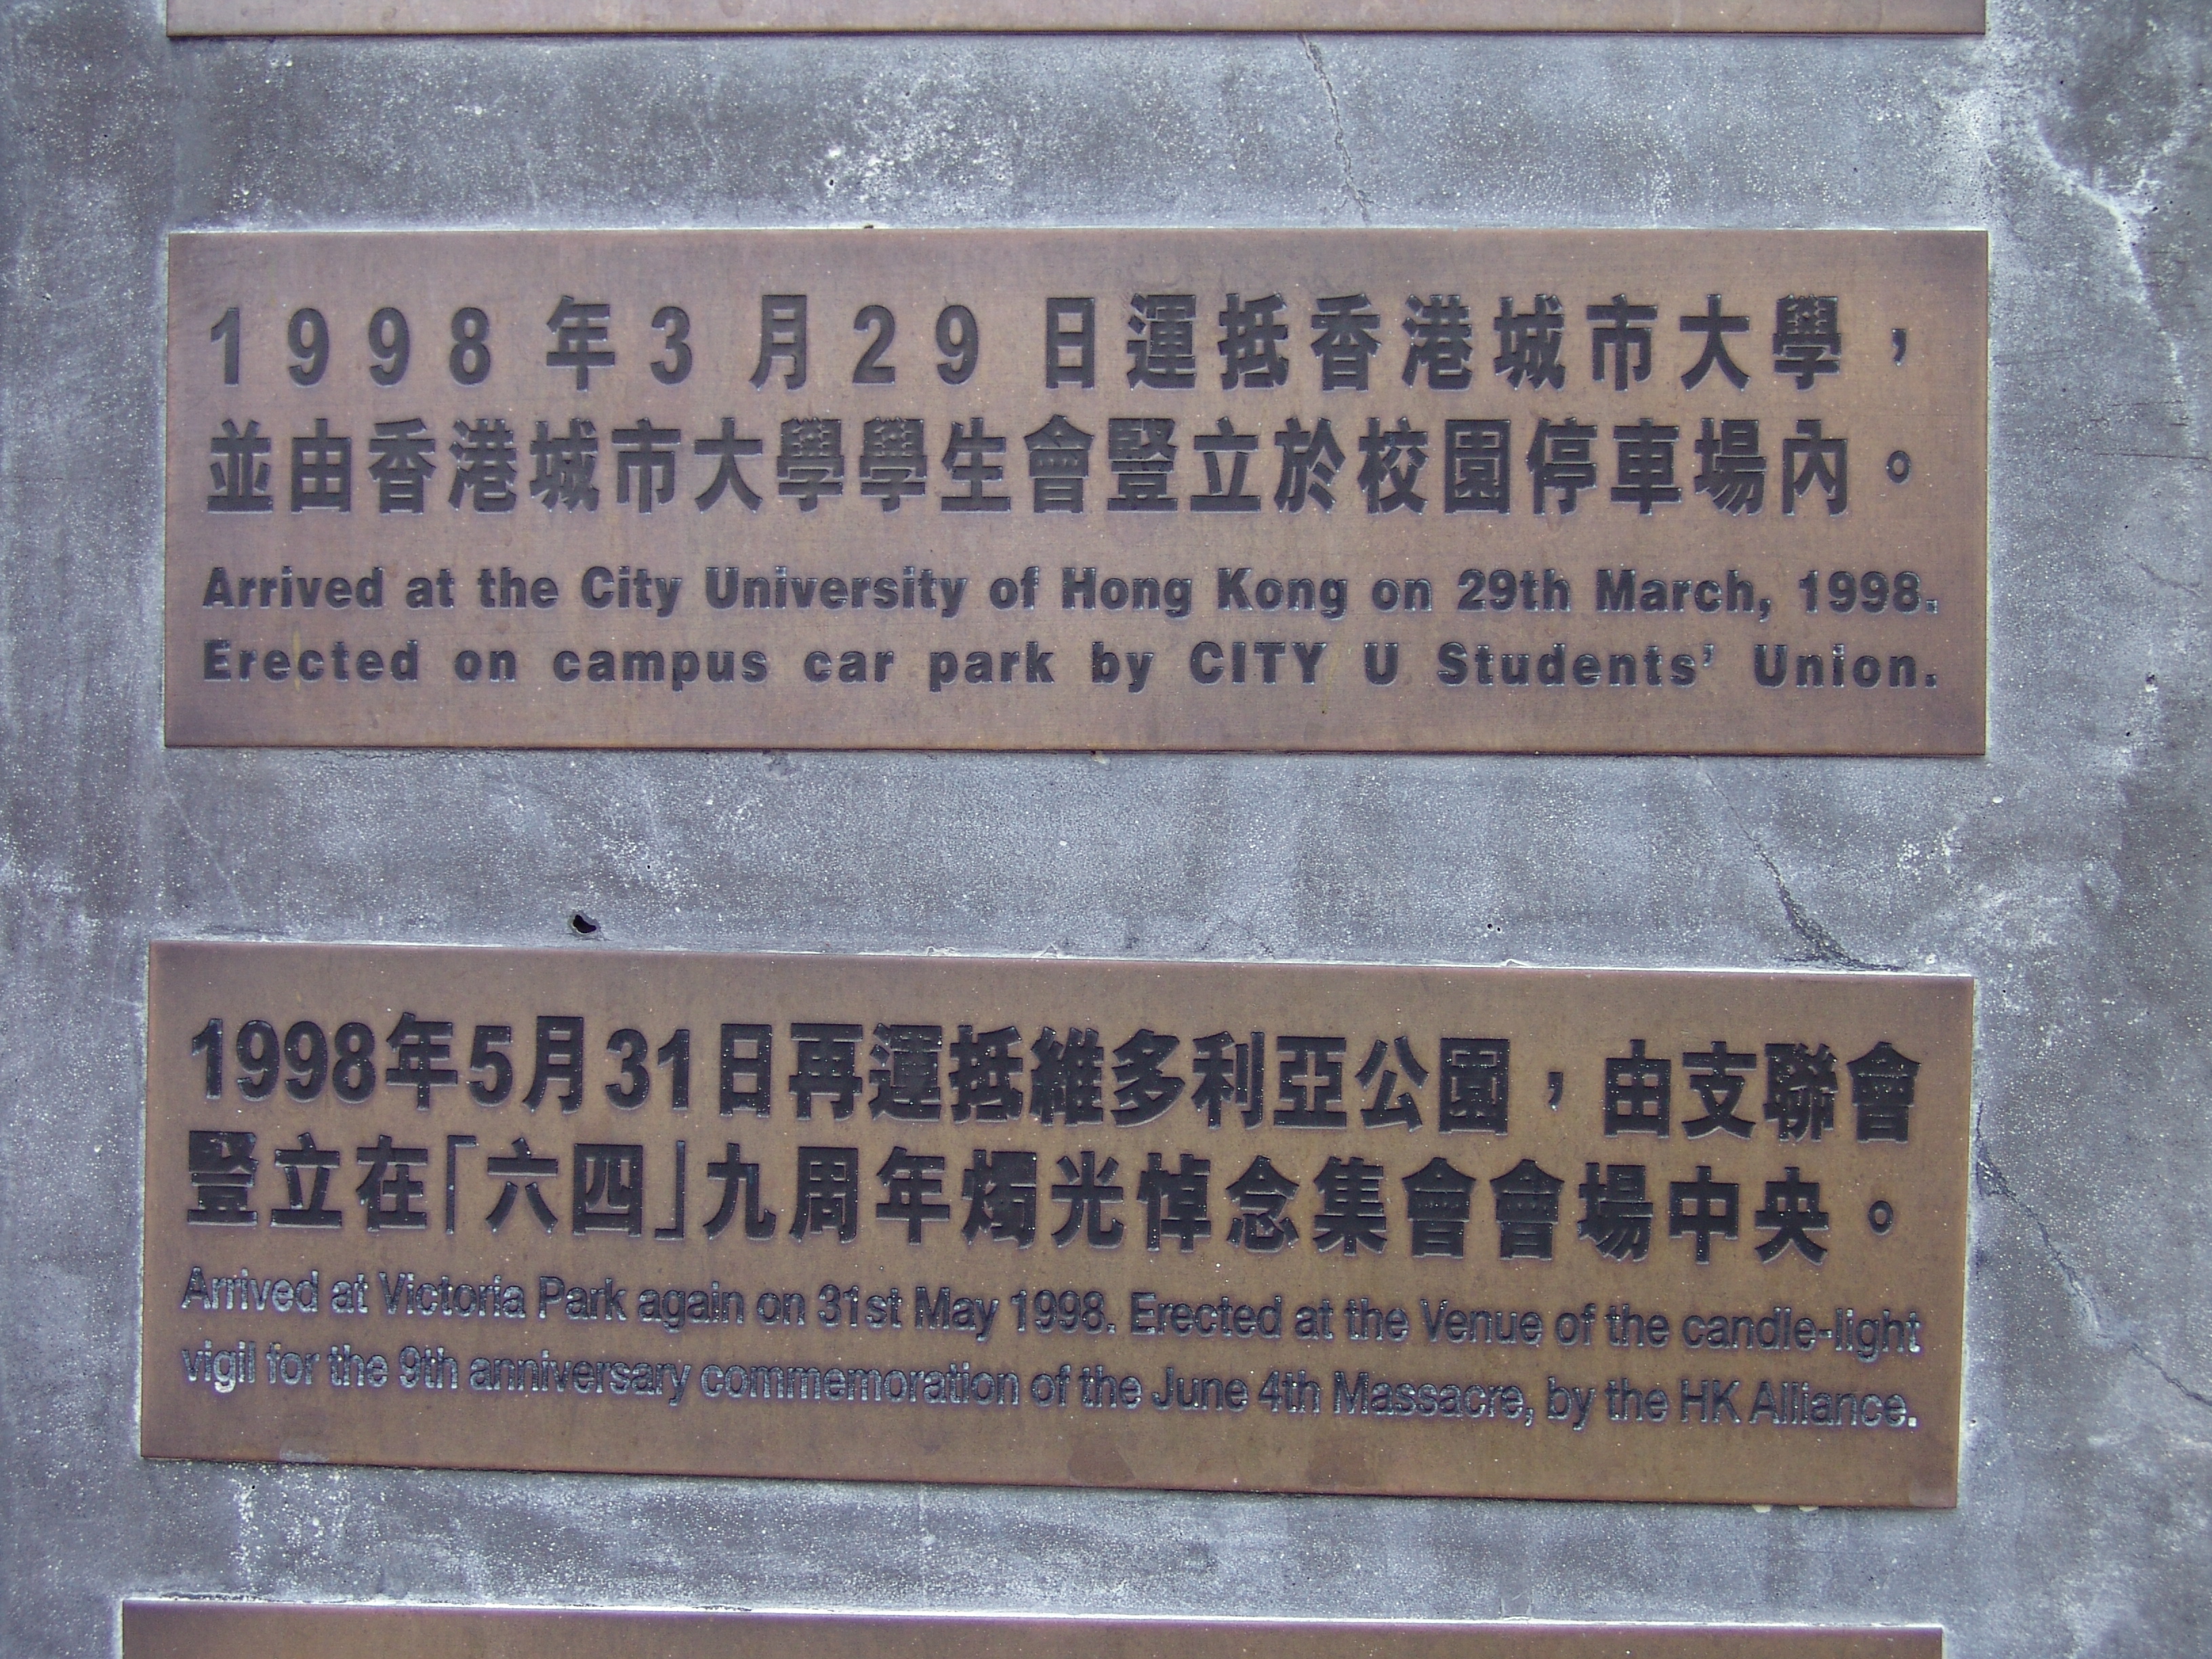 1998年3月29日運抵香港城市大學，
並由香港城市大學學生會豎立於校園停車場內。
Arrived at the City University of Hong Kong on 29th March, 1998.
Erected on campus car park by CITY U Students' Union.
1998年5月31日再運抵維多利亞公園，由支聯會
豎立在「六四」九周年燭光悼念集會會場中央。
Arrived at Victoria Park again on 31st May 1998. Erected at the Venue of the candle-light
vigil for the 9th anniversary commemoration of the June 4th Massacre, by the HK Alliance.